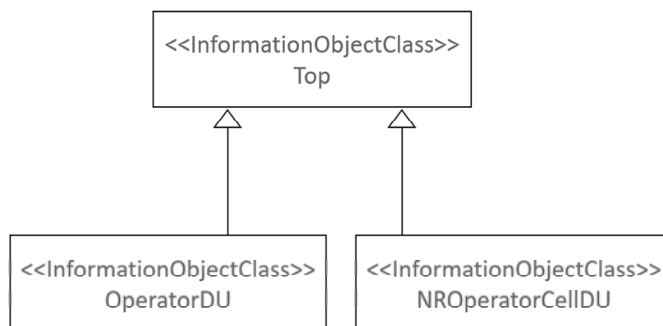 <<InformationObjectClass>>
Top
<<InformationObjectClass>>
OperatorDU
<<InformationObjectClass>>
NROperatorCellDU